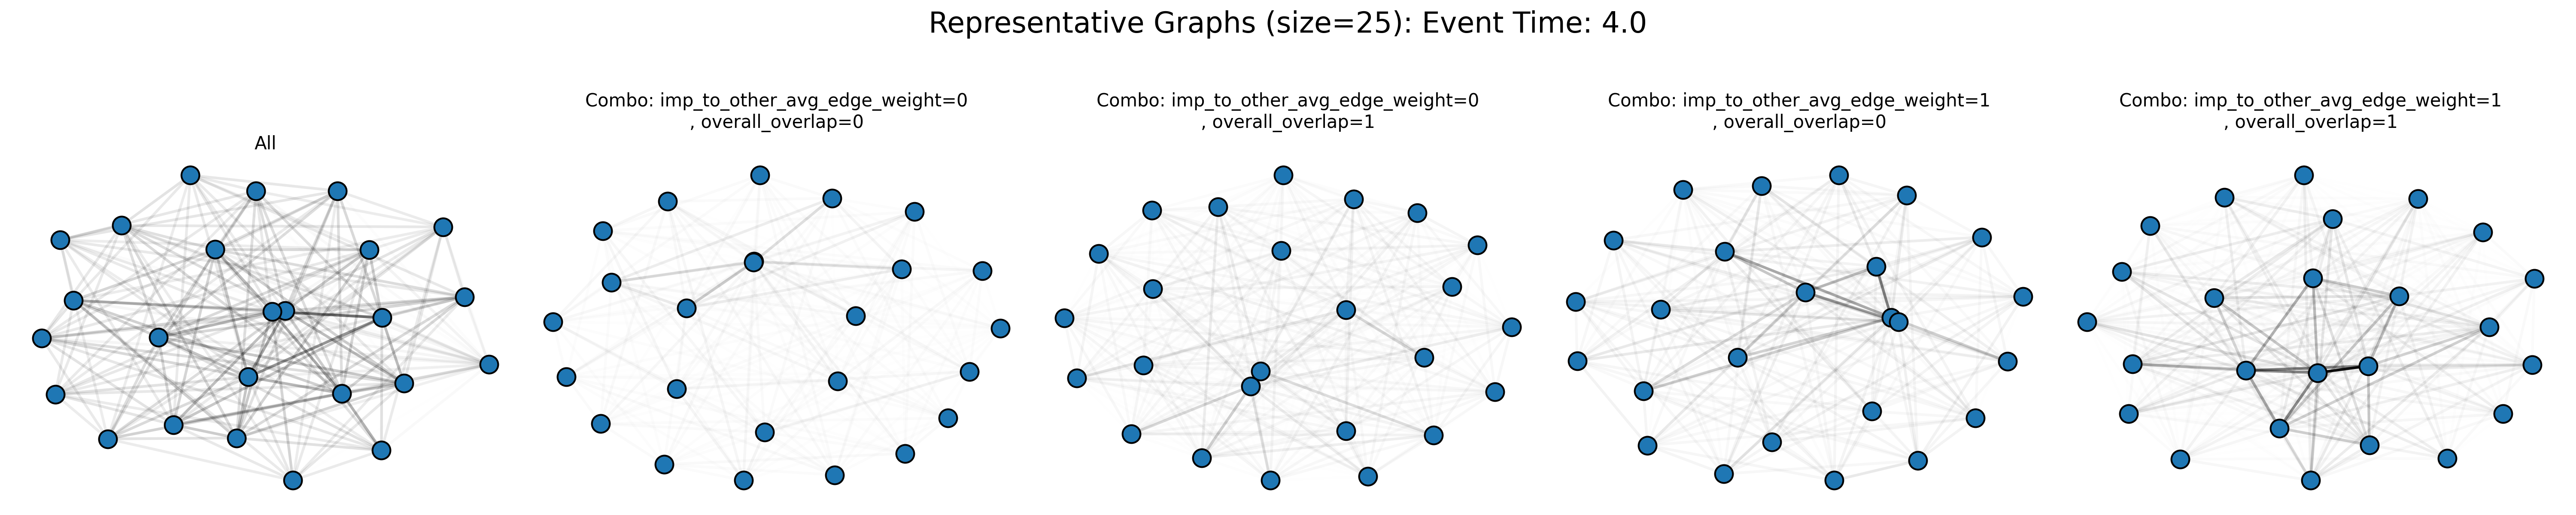 Representative Graphs (size=25): Event Time: 4.0
All
Combo: imp_to_other_avg_edge_weight=0
, overall_overlap=0
Combo: imp_to_other_avg_edge_weight=0
, overall_overlap=1
Combo: imp_to_other_avg_edge_weight=1
, overall_overlap=0
Combo: imp_to_other_avg_edge_weight=1
, overall_overlap=1